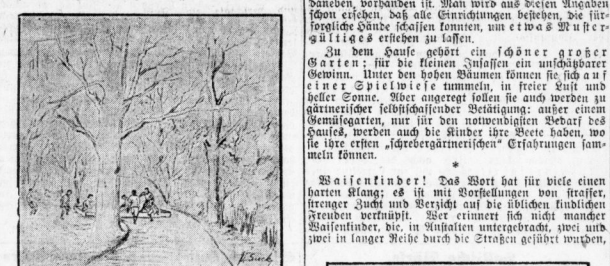 daneben, vorhanden ist. Man wird aus diesen Angaben
schon ersehen, daß alle Einrichtungen bestehen, die für-
sorgliche Hände schaffen konnten, um etwas Muster-
gültiges erstehen zu lassen.
Zu dem Hause gehört ein schöner großer
Garten; für die kleinen Insassen ein unschätzbarer
Gewinn. Unter den hohen Bäumen können sie sich auf
einer Spielwiese tummeln, in freier Luft und
heller Sonne. Aber angeregt sollen sie auch werden zu
gärtnerischer selbstschaffender Betätigung; außer einem
Gemüsegarten, nur für den notwendigsten Bedarf des
Hauses, werden auch die Kinder ihre Beete haben, wo
sie ihre ersten „schrebergärtnerischen“ Erfahrungen sam-
meln können.
*
Waisenkinder! Das Wort hat für viele einen
harten Klang; es ist mit Vorstellungen von straffer,
strenger Zucht und Verzicht auf die üblichen kindlichen
Freuden verknüpft. Wer erinnert sich nicht mancher
Waisenkinder, die, in Anstalten untergebracht, zwei und
zwei in langer Reihe durch die Straßen geführt wurden,